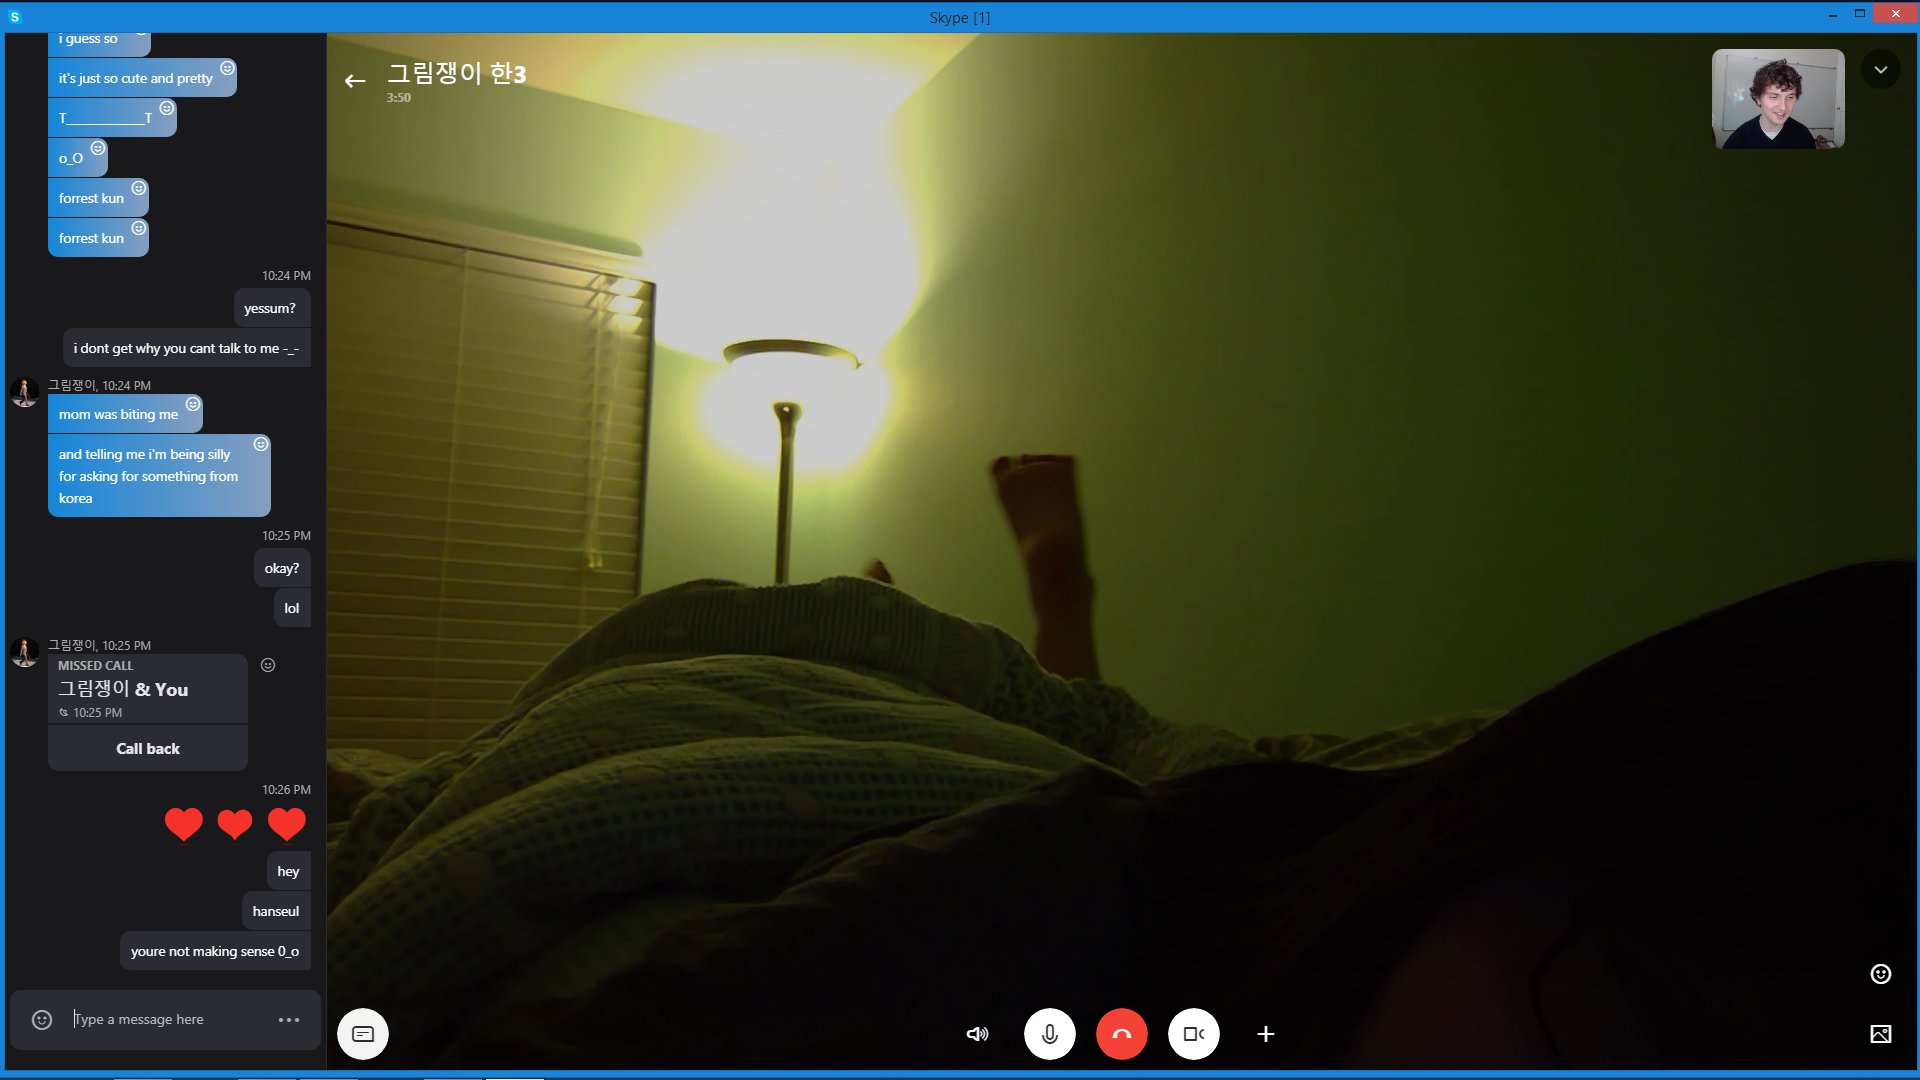 Skype [1]
i guess so
it's just so cute and pretty
T____________T
o_O
forrest kun
forrest kun
10:24 PM
yessum?
i dont get why you cant talk to me -_-
그림쟁이, 10:24 PM
mom was biting me
and telling me i'm being silly
for asking for something from
korea
10:25 PM
okay?
lol
그림쟁이, 10:25 PM
MISSED CALL
그림쟁이 & You
10:25 PM
Call back
10:26 PM
hey
hanseul
youre not making sense 0_o
Type a message here
그림쟁이 한3
3:50